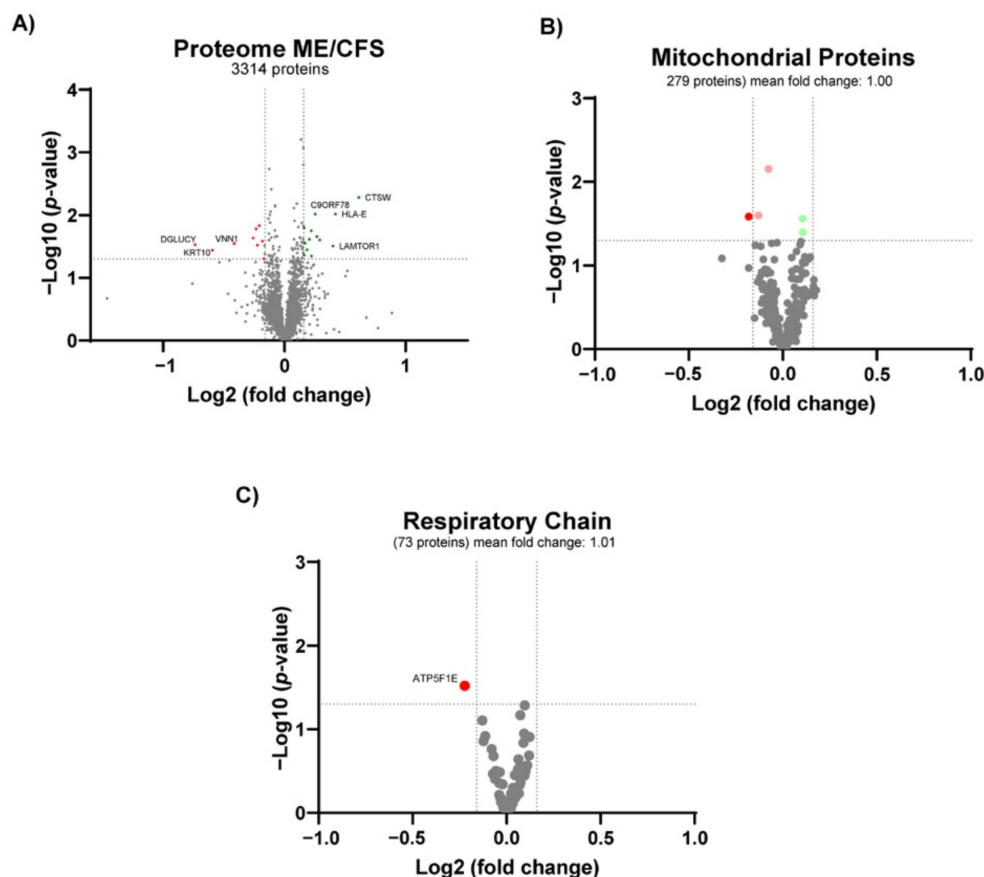 A)
Proteome ME/CFS
3314 proteins
−Log10 (p-value)
4
3
2
1
0
CTSW
C9ORF78
HLA-E
DGLUCY
VNN1
KRT10
LAMTOR1
−1
0
1
Log2 (fold change)
B)
Mitochondrial Proteins
279 proteins) mean fold change: 1.00
−Log10 (p-value)
3
2
1
0
−1.0
−0.5
0.0
0.5
1.0
Log2 (fold change)
C)
Respiratory Chain
(73 proteins) mean fold change: 1.01
−Log10 (p-value)
3
2
1
0
ATP5F1E
−1.0
−0.5
0.0
0.5
1.0
Log2 (fold change)